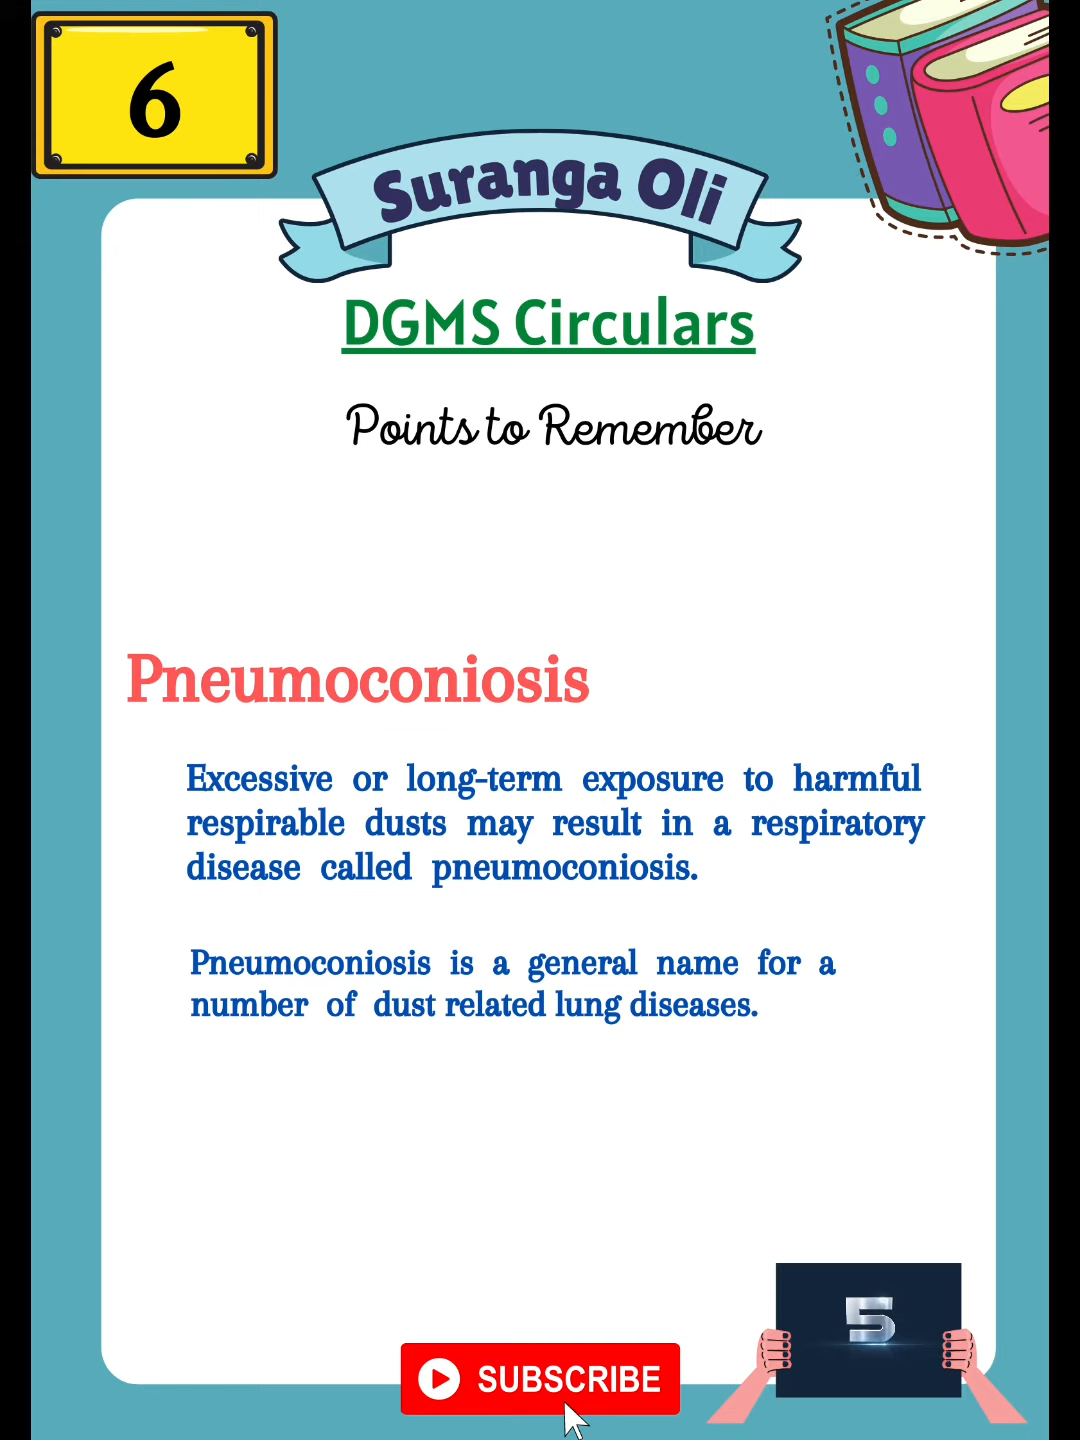 6
Suranga Oli
DGMS Circulars
Points to Remember
Pneumoconiosis
Excessive or long-term exposure to harmful
respirable dusts may result in a respiratory
disease called pneumoconiosis.
Pneumoconiosis is a general name for a
number of dust related lung diseases.
5
SUBSCRIBE